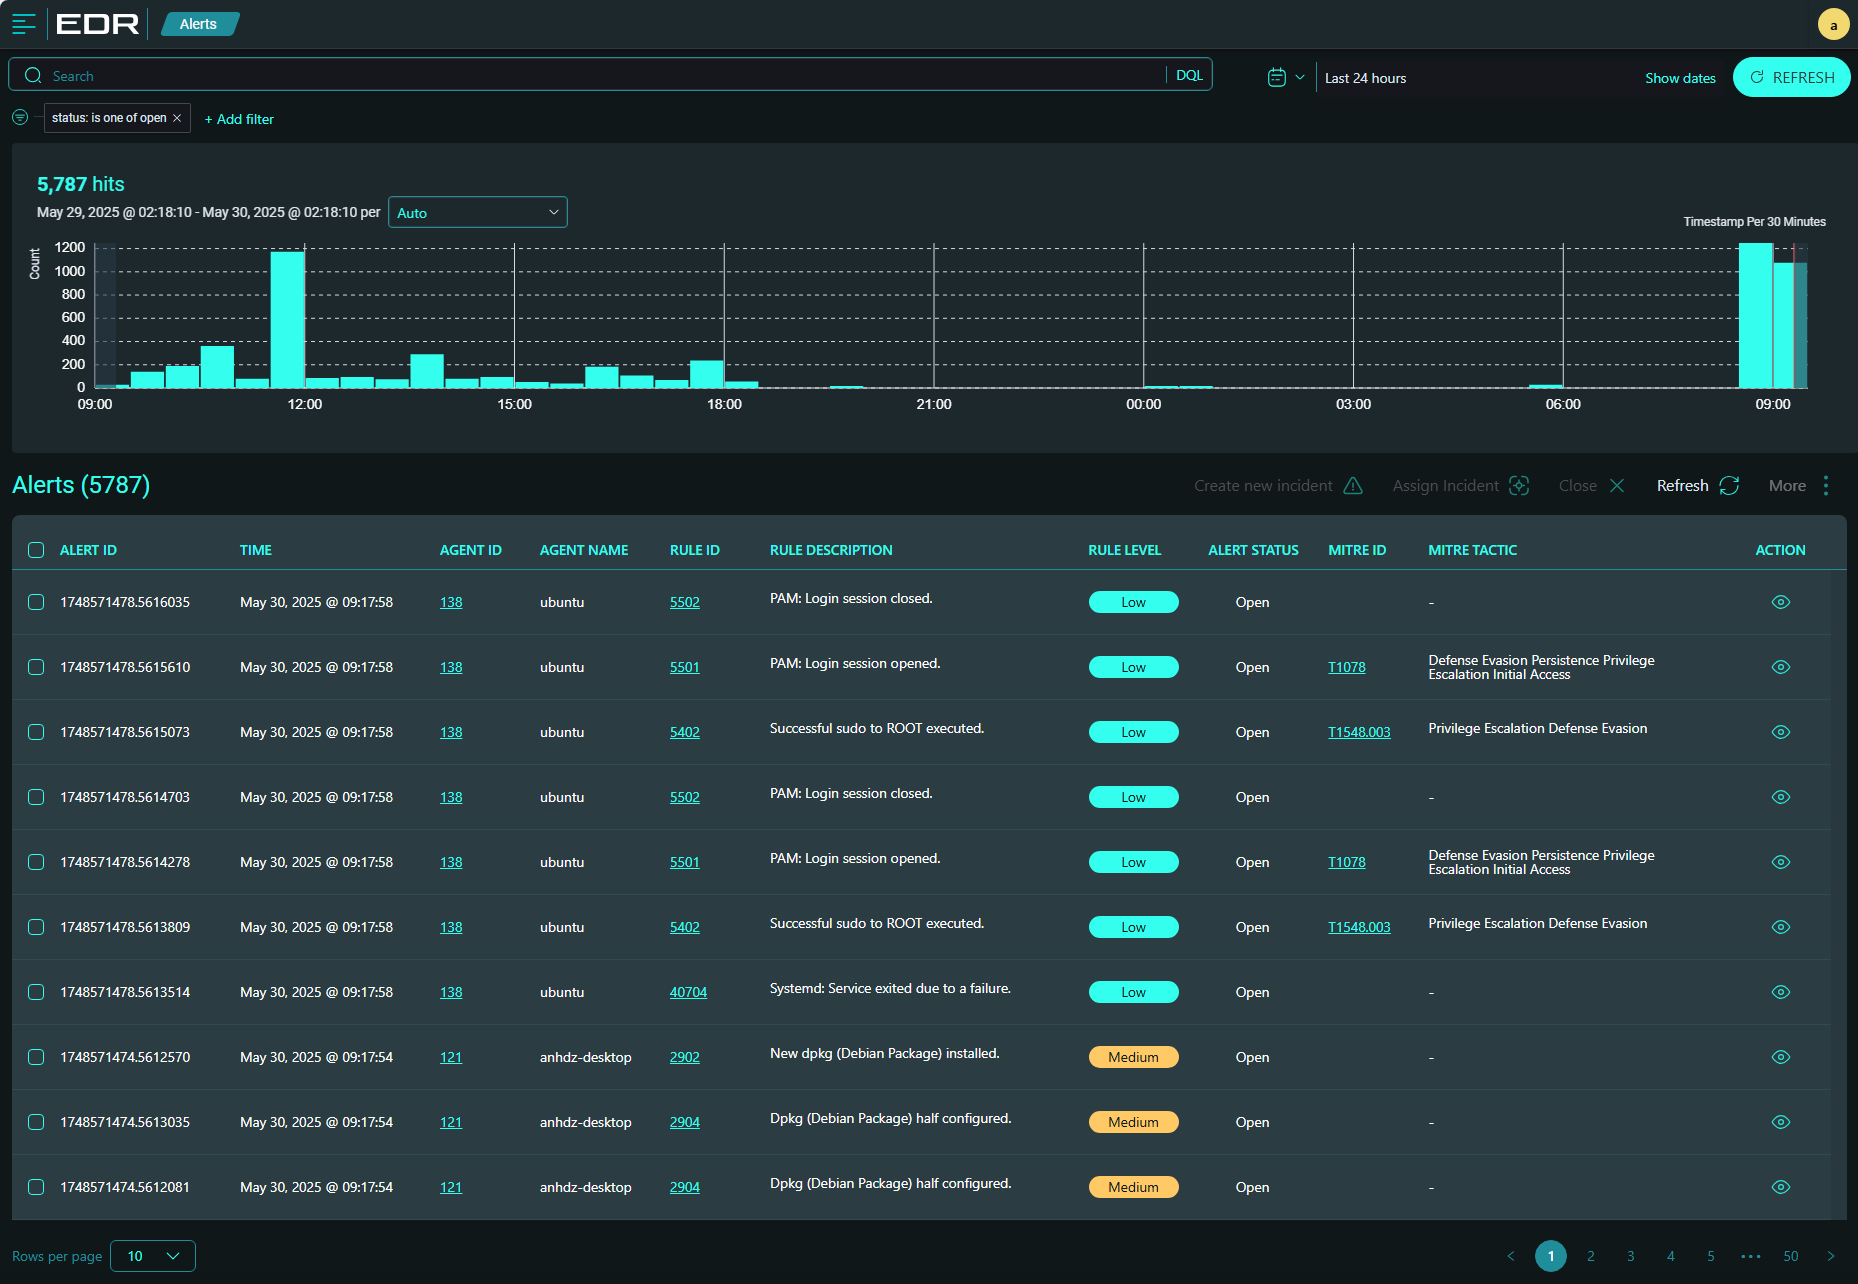 EDR
Alerts
a
Search
DQL
Last 24 hours
Show dates
REFRESH
status: is one of open
+ Add filter
5,787 hits
May 29, 2025 @ 02:18:10 - May 30, 2025 @ 02:18:10 per
Auto
Timestamp Per 30 Minutes
Count
1200
1000
800
600
400
200
0
09:00 12:00 15:00 18:00 21:00 00:00 03:00 06:00 09:00
Alerts (5787)
Create new incident
Assign Incident
Close
Refresh
More
ALERT ID TIME AGENT ID AGENT NAME RULE ID RULE DESCRIPTION RULE LEVEL ALERT STATUS MITRE ID MITRE TACTIC ACTION
1748571478.5616035 May 30, 2025 @ 09:17:58 138 ubuntu 5502 PAM: Login session closed. Low Open -
1748571478.5615610 May 30, 2025 @ 09:17:58 138 ubuntu 5501 PAM: Login session opened. Low Open T1078 Defense Evasion Persistence Privilege
Escalation Initial Access
1748571478.5615073 May 30, 2025 @ 09:17:58 138 ubuntu 5402 Successful sudo to ROOT executed. Low Open T1548.003 Privilege Escalation Defense Evasion
1748571478.5614703 May 30, 2025 @ 09:17:58 138 ubuntu 5502 PAM: Login session closed. Low Open -
1748571478.5614278 May 30, 2025 @ 09:17:58 138 ubuntu 5501 PAM: Login session opened. Low Open T1078 Defense Evasion Persistence Privilege
Escalation Initial Access
1748571478.5613809 May 30, 2025 @ 09:17:58 138 ubuntu 5402 Successful sudo to ROOT executed. Low Open T1548.003 Privilege Escalation Defense Evasion
1748571478.5613514 May 30, 2025 @ 09:17:58 138 ubuntu 40704 Systemd: Service exited due to a failure. Low Open -
1748571474.5612570 May 30, 2025 @ 09:17:54 121 anhdz-desktop 2902 New dpkg (Debian Package) installed. Medium Open -
1748571474.5613035 May 30, 2025 @ 09:17:54 121 anhdz-desktop 2904 Dpkg (Debian Package) half configured. Medium Open -
1748571474.5612081 May 30, 2025 @ 09:17:54 121 anhdz-desktop 2904 Dpkg (Debian Package) half configured. Medium Open -
Rows per page 10
< 1 2 3 4 5 ••• 50 >